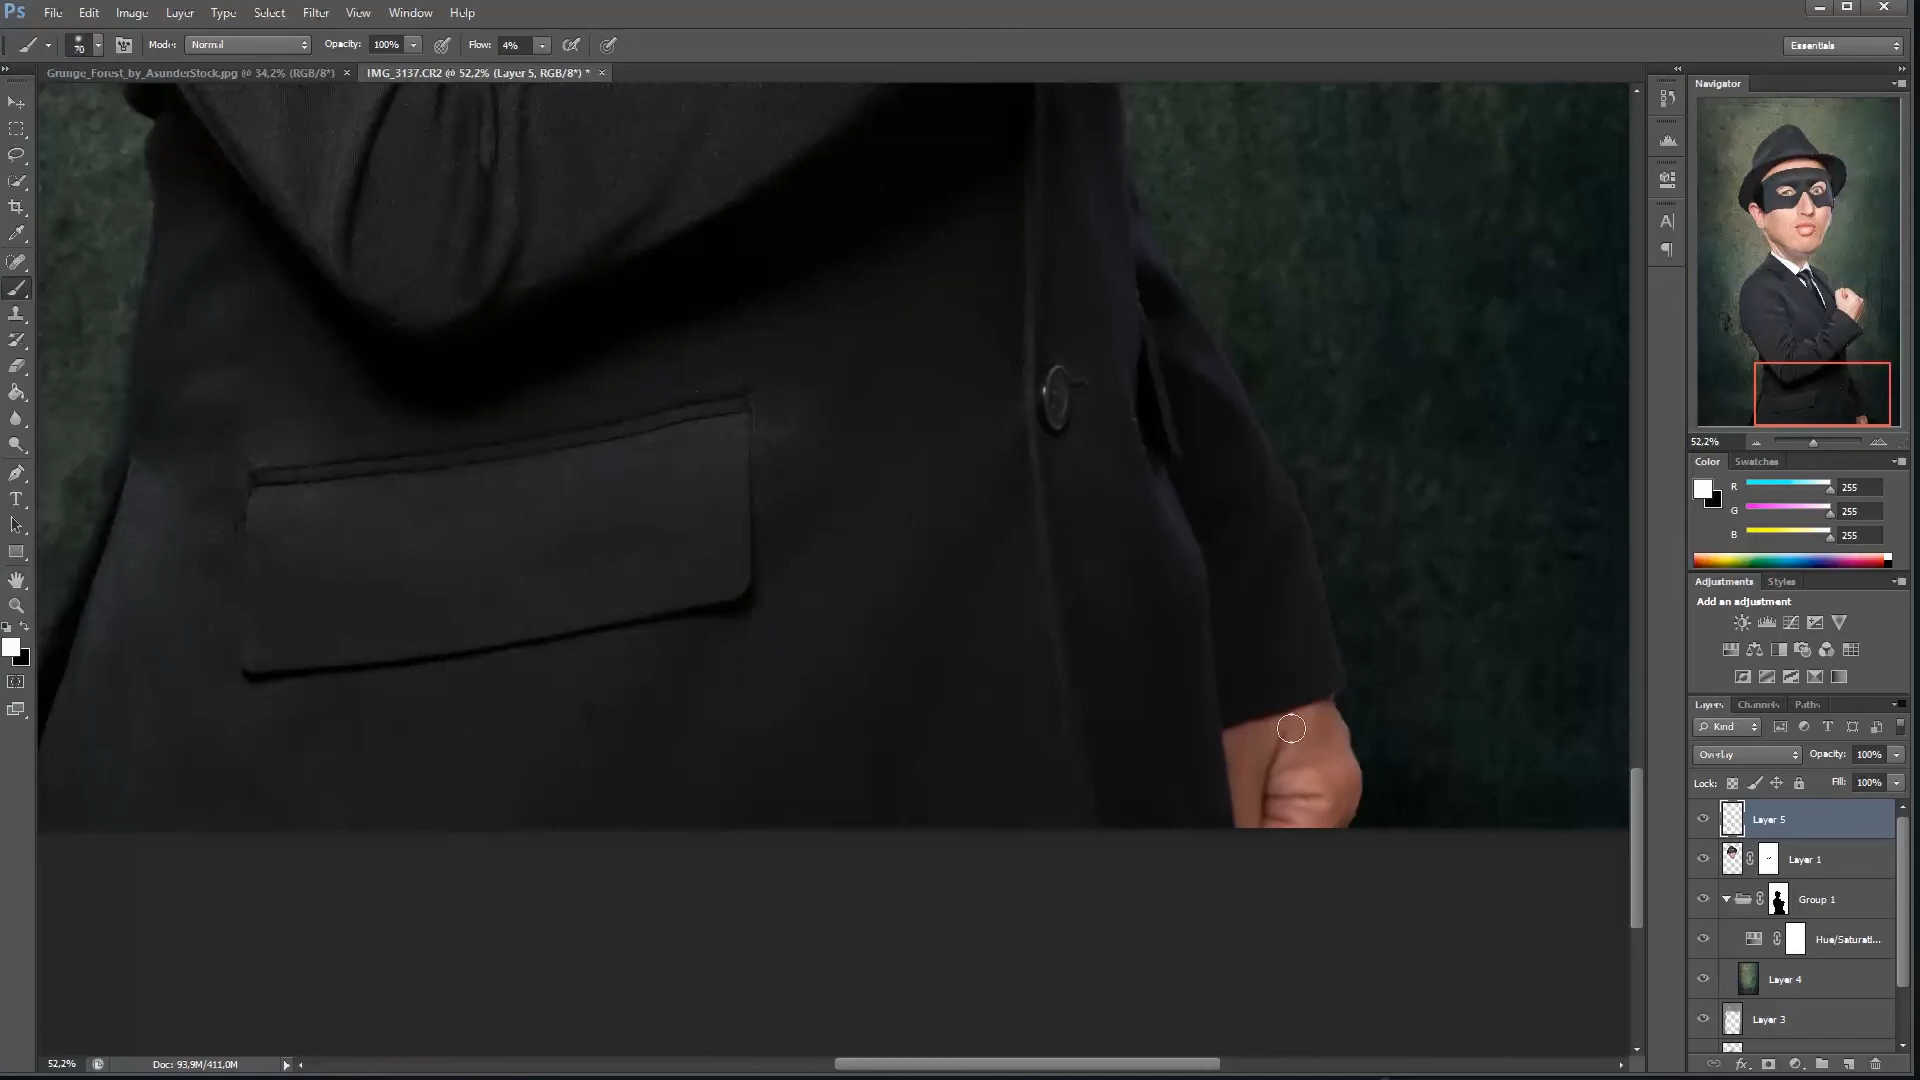 Ps File Edit Image Layer Type Select Filter View Window Help
70 Mode: Normal Opacity: 100% Flow: 4% Essentials
Grunge_Forest_by_AsunderStock.jpg @ 34,2% (RGB/8*) × IMG_3137.CR2 @ 52,2% (Layer 5, RGB/8*) * ×
Navigator
52,2%
Color Swatches
R 255
G 255
B 255
Adjustments Styles
Add an adjustment
Layers Channels Paths
Kind
Overlay Opacity: 100%
Lock: Fill: 100%
Layer 5
Layer 1
Group 1
Hue/Saturati...
Layer 4
Layer 3
52,2% Doc: 93,9M/411,0M